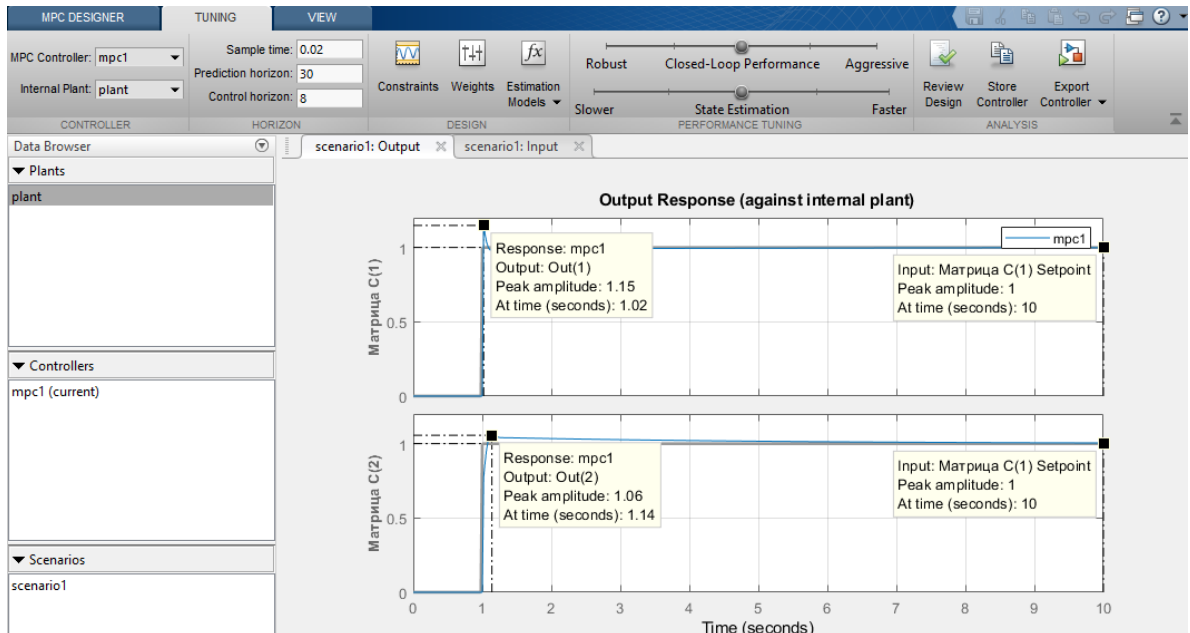 MPC DESIGNER
TUNING
VIEW
MPC Controller: mpc1
Internal Plant: plant
CONTROLLER
Sample time: 0.02
Prediction horizon: 30
Control horizon: 8
HORIZON
Constraints
Weights
fx
Estimation
Models
DESIGN
Robust
Closed-Loop Performance
Aggressive
Slower
State Estimation
Faster
PERFORMANCE TUNING
Review
Design
Store
Controller
Export
Controller
ANALYSIS
?
Data Browser
Plants
plant
Controllers
mpc1 (current)
Scenarios
scenario1
scenario1: Output
scenario1: Input
Output Response (against internal plant)
Матрица C(1)
1
0.5
0
mpc1
Response: mpc1
Output: Out(1)
Peak amplitude: 1.15
At time (seconds): 1.02
Input: Матрица C(1) Setpoint
Peak amplitude: 1
At time (seconds): 10
Матрица C(2)
1
0.5
0
Response: mpc1
Output: Out(2)
Peak amplitude: 1.06
At time (seconds): 1.14
Input: Матрица C(1) Setpoint
Peak amplitude: 1
At time (seconds): 10
0 1 2 3 4 5 6 7 8 9 10
Time (seconds)